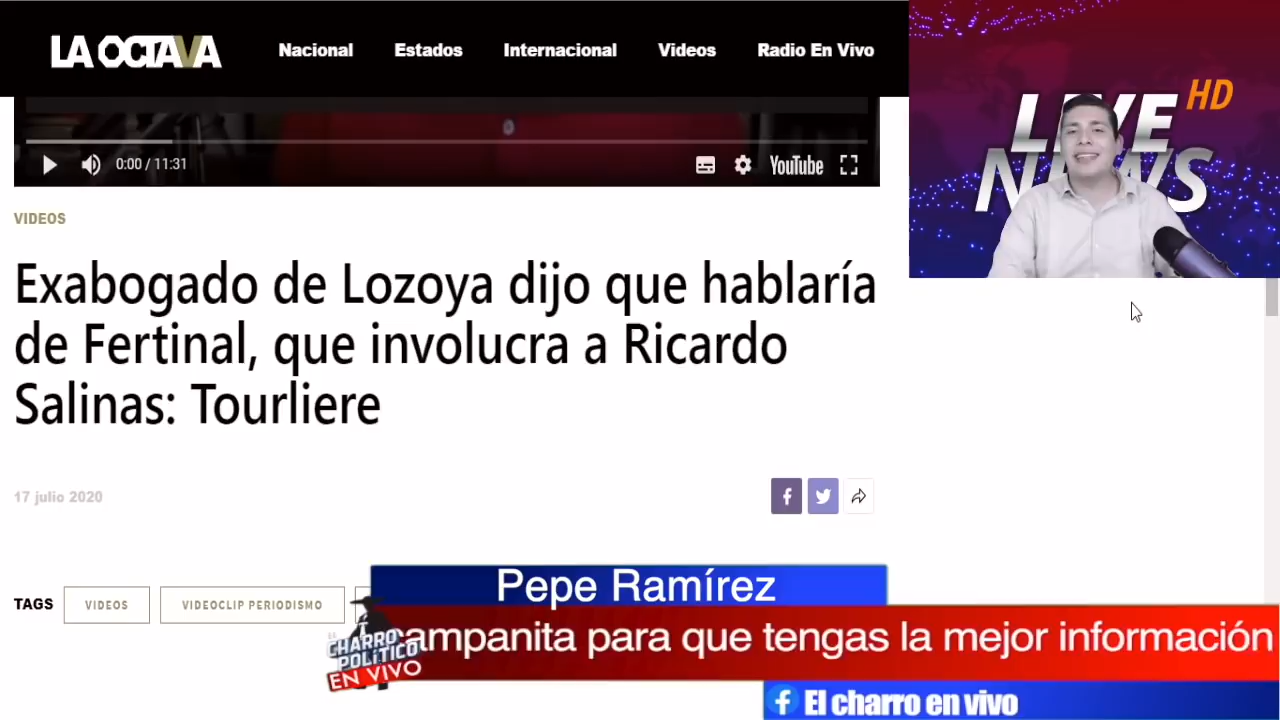 LA OCTAVA
Nacional
Estados
Internacional
Videos
Radio En Vivo
HD
LIVE
NEWS
0:00 / 11:31
YouTube
VIDEOS
Exabogado de Lozoya dijo que hablaría
de Fertinal, que involucra a Ricardo
Salinas: Tourliere
17 julio 2020
TAGS
VIDEOS
VIDEOCLIP PERIODISMO
Pepe Ramírez
campanita para que tengas la mejor información
CHARRO
POLÍTICO
EN VIVO
El charro en vivo